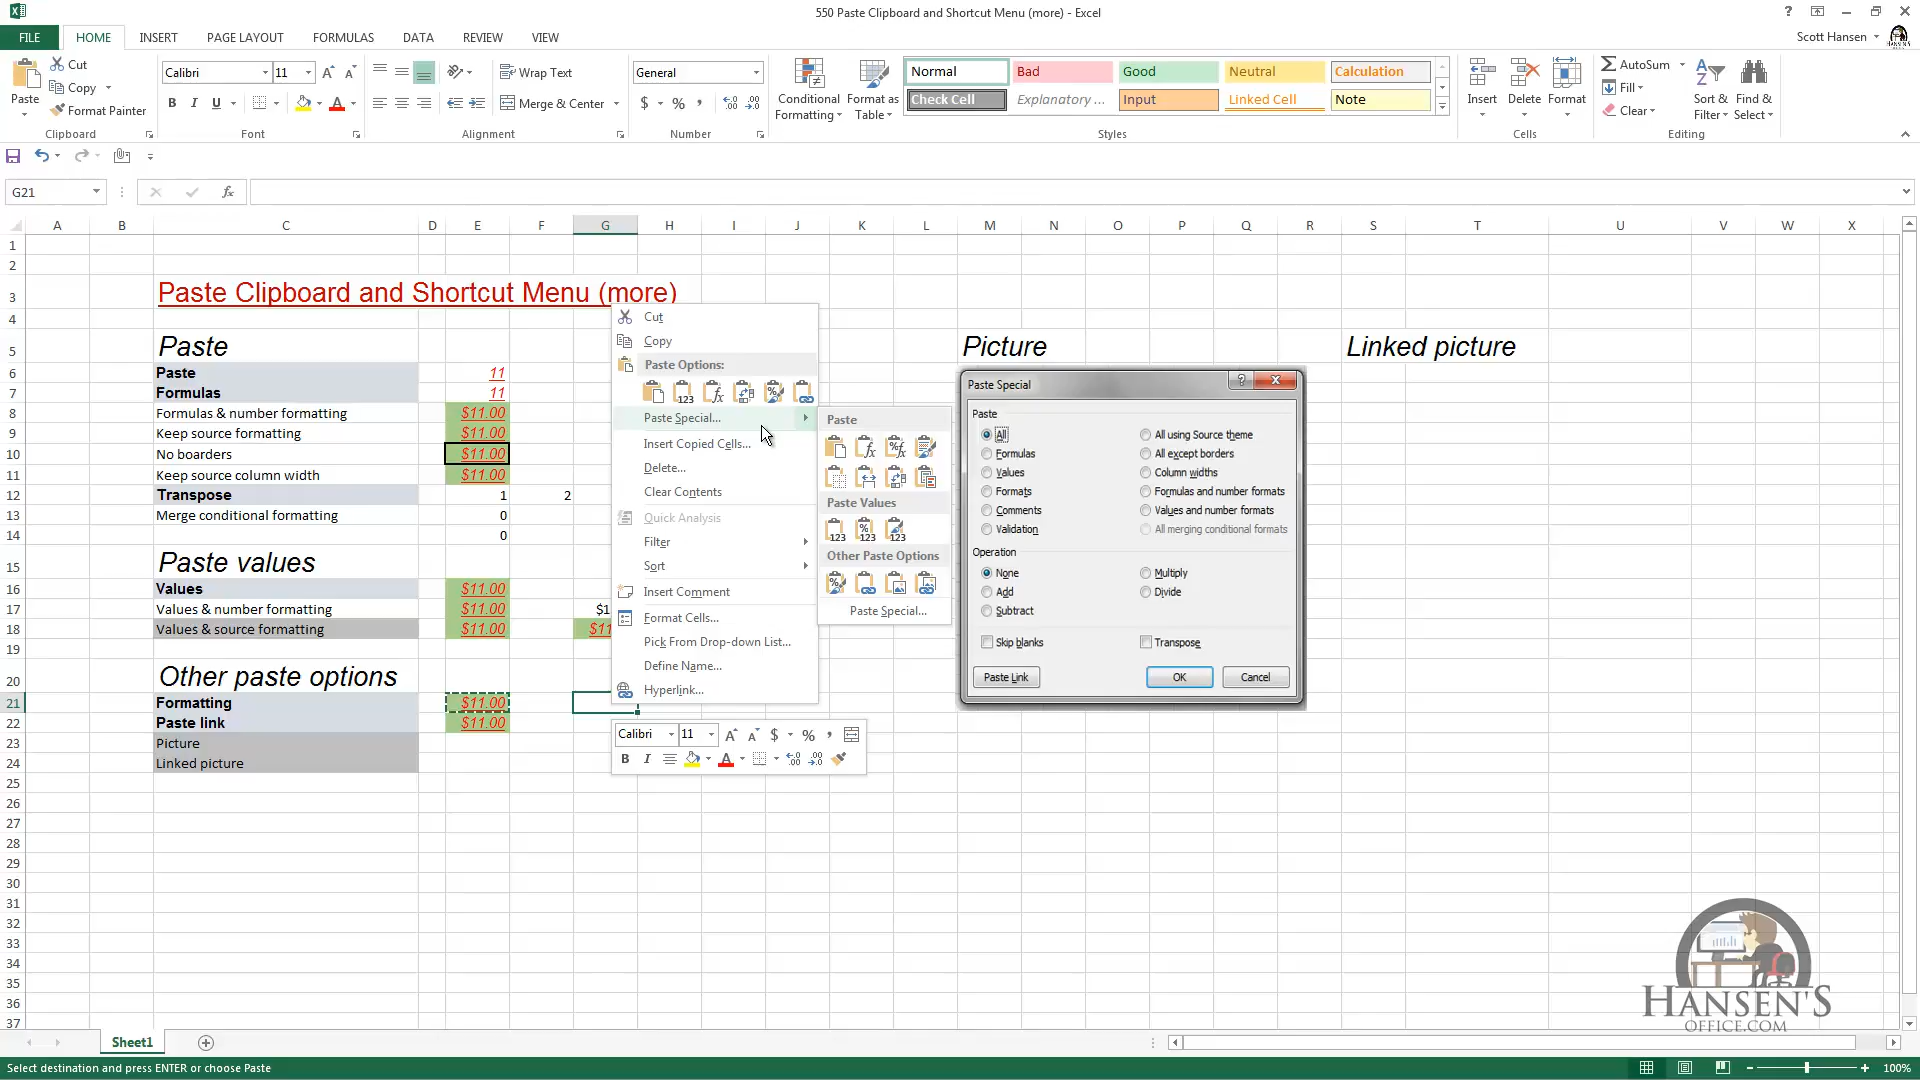 550 Paste Clipboard and Shortcut Menu (more) - Excel
FILE HOME INSERT PAGE LAYOUT FORMULAS DATA REVIEW VIEW Scott Hansen
Cut
Copy
Format Painter
Paste
Clipboard
Calibri 11
B I U
Font
Wrap Text
Merge & Center
Alignment
General
$ % ,
Number
Conditional Formatting
Format as Table
Normal Bad Good Neutral Calculation
Check Cell Explanatory ... Input Linked Cell Note
Styles
Insert Delete Format
Cells
AutoSum
Fill
Clear
Sort & Filter
Find & Select
Editing
G21
fx
A B C D E F G H I J K L M N O P Q R S T U V W X
1
2
3 Paste Clipboard and Shortcut Menu (more)
4
5 Paste Picture Linked picture
6 Paste 11
7 Formulas 11
8 Formulas & number formatting $11.00
9 Keep source formatting $11.00
10 No boarders $11.00
11 Keep source column width $11.00
12 Transpose 1 2
13 Merge conditional formatting 0
14 0
15 Paste values
16 Values $11.00
17 Values & number formatting $11.00 $1
18 Values & source formatting $11.00 $11
19
20 Other paste options
21 Formatting $11.00
22 Paste link $11.00
23 Picture
24 Linked picture
25
26
27
28
29
30
31
32
33
34
35
36
37
Cut
Copy
Paste Options:
Paste Special...
Insert Copied Cells...
Delete...
Clear Contents
Quick Analysis
Filter
Sort
Insert Comment
Format Cells...
Pick From Drop-down List...
Define Name...
Hyperlink...
Paste
Paste Values
Other Paste Options
Paste Special...
Calibri 11 A A $ % ,
B I A
Paste Special
Paste
All All using Source theme
Formulas All except borders
Values Column widths
Formats Formulas and number formats
Comments Values and number formats
Validation All merging conditional formats
Operation
None Multiply
Add Divide
Subtract
Skip blanks Transpose
Paste Link OK Cancel
HANSEN'S
OFFICE.COM
Sheet1
Select destination and press ENTER or choose Paste 100%